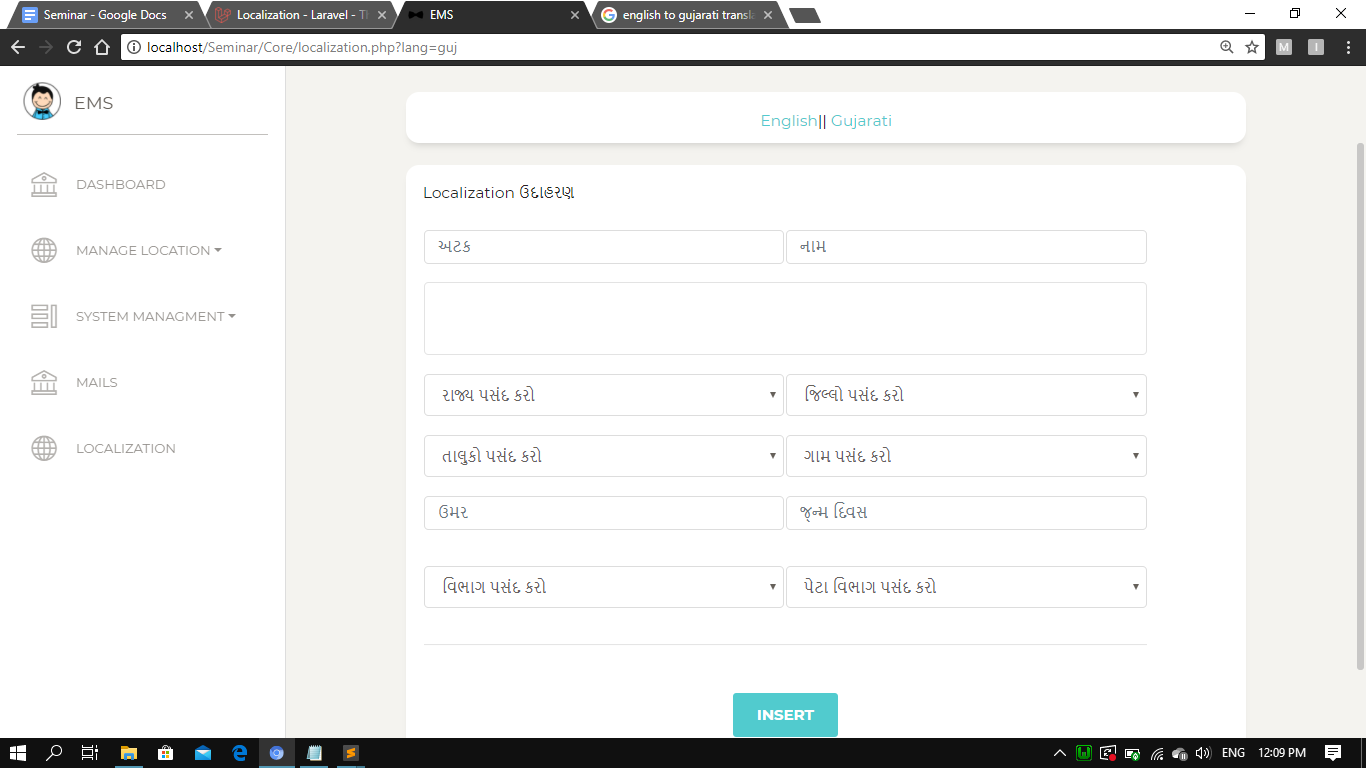 Seminar - Google Docs
Localization - Laravel - Th
EMS
english to gujarati transla
localhost/Seminar/Core/localization.php?lang=guj
M
I
EMS
English|| Gujarati
DASHBOARD
MANAGE LOCATION
SYSTEM MANAGMENT
MAILS
LOCALIZATION
Localization ઉદાહરણ
અટક નામ
રાજ્ય પસંદ કરો જિલ્લો પસંદ કરો
તાલુકો પસંદ કરો ગામ પસંદ કરો
ઉમર જ્ન્મ દિવસ
વિભાગ પસંદ કરો પેટા વિભાગ પસંદ કરો
INSERT
ENG 12:09 PM